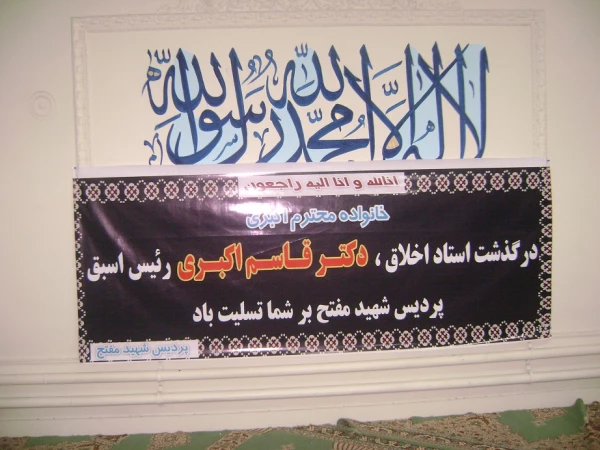 لا اله الا الله محمد رسول الله
انالله و انا الیه راجعون
خانواده محترم اکبری
درگذشت استاد اخلاق ، دکتر قاسم اکبری رئیس اسبق
پردیس شهید مفتح بر شما تسلیت باد
پردیس شهید مفتح